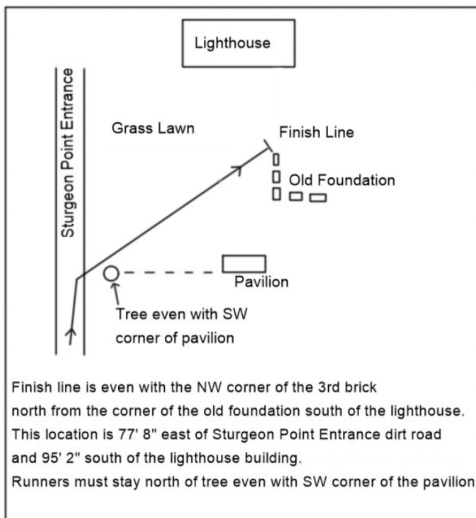 Lighthouse
Sturgeon Point Entrance
Grass Lawn
Finish Line
Old Foundation
Pavilion
Tree even with SW
corner of pavilion
Finish line is even with the NW corner of the 3rd brick
north from the corner of the old foundation south of the lighthouse.
This location is 77' 8" east of Sturgeon Point Entrance dirt road
and 95' 2" south of the lighthouse building.
Runners must stay north of tree even with SW corner of the pavilion